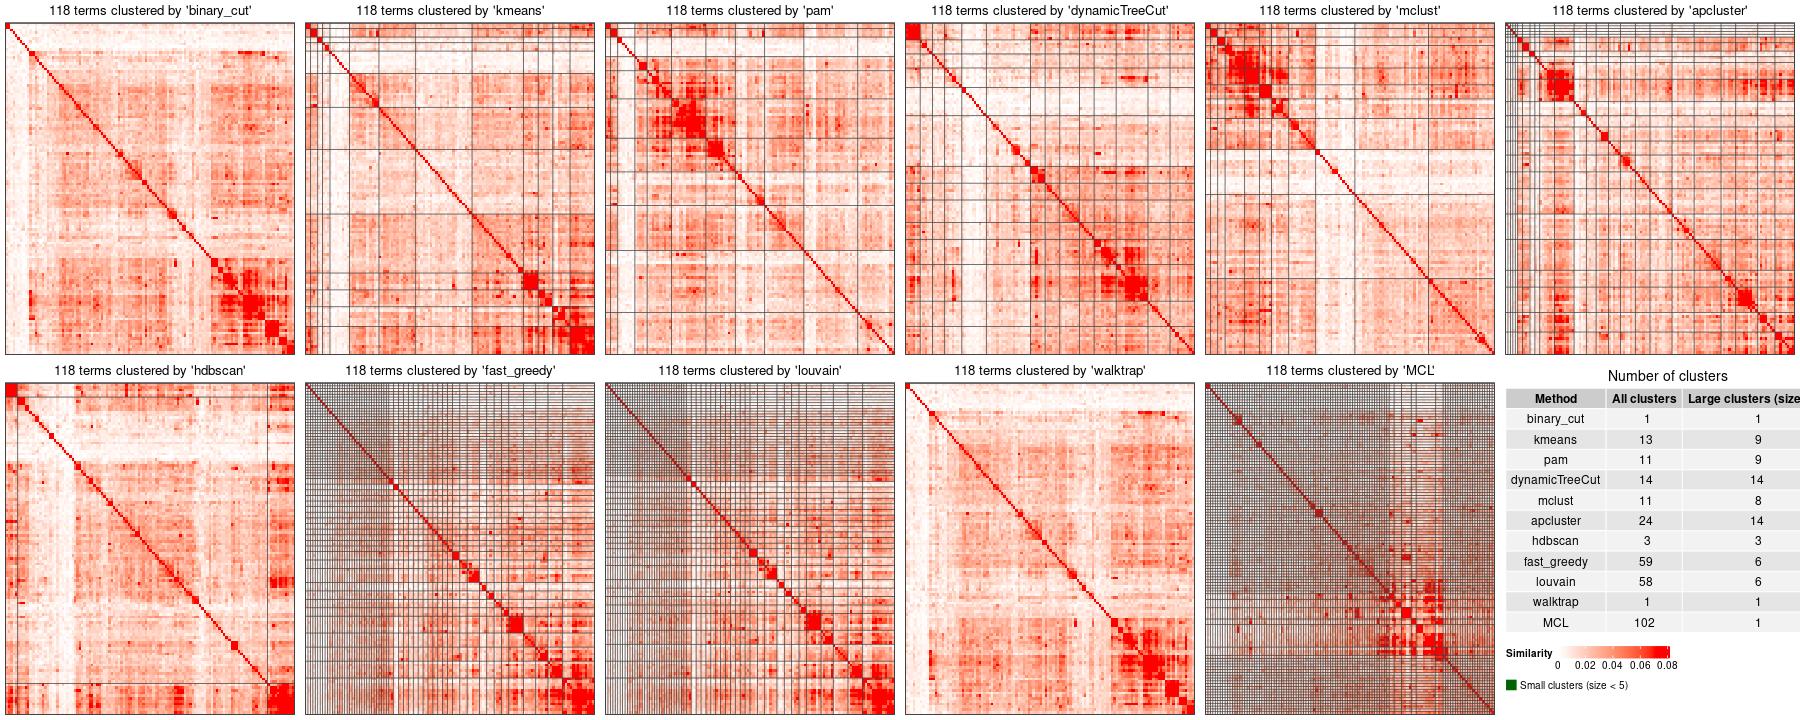 118 terms clustered by 'binary_cut'
118 terms clustered by 'kmeans'
118 terms clustered by 'pam'
118 terms clustered by 'dynamicTreeCut'
118 terms clustered by 'mclust'
118 terms clustered by 'apcluster'
118 terms clustered by 'hdbscan'
118 terms clustered by 'fast_greedy'
118 terms clustered by 'louvain'
118 terms clustered by 'walktrap'
118 terms clustered by 'MCL'
Number of clusters
Method All clusters Large clusters (size
binary_cut 1 1
kmeans 13 9
pam 11 9
dynamicTreeCut 14 14
mclust 11 8
apcluster 24 14
hdbscan 3 3
fast_greedy 59 6
louvain 58 6
walktrap 1 1
MCL 102 1
Similarity
0 0.02 0.04 0.06 0.08
Small clusters (size < 5)